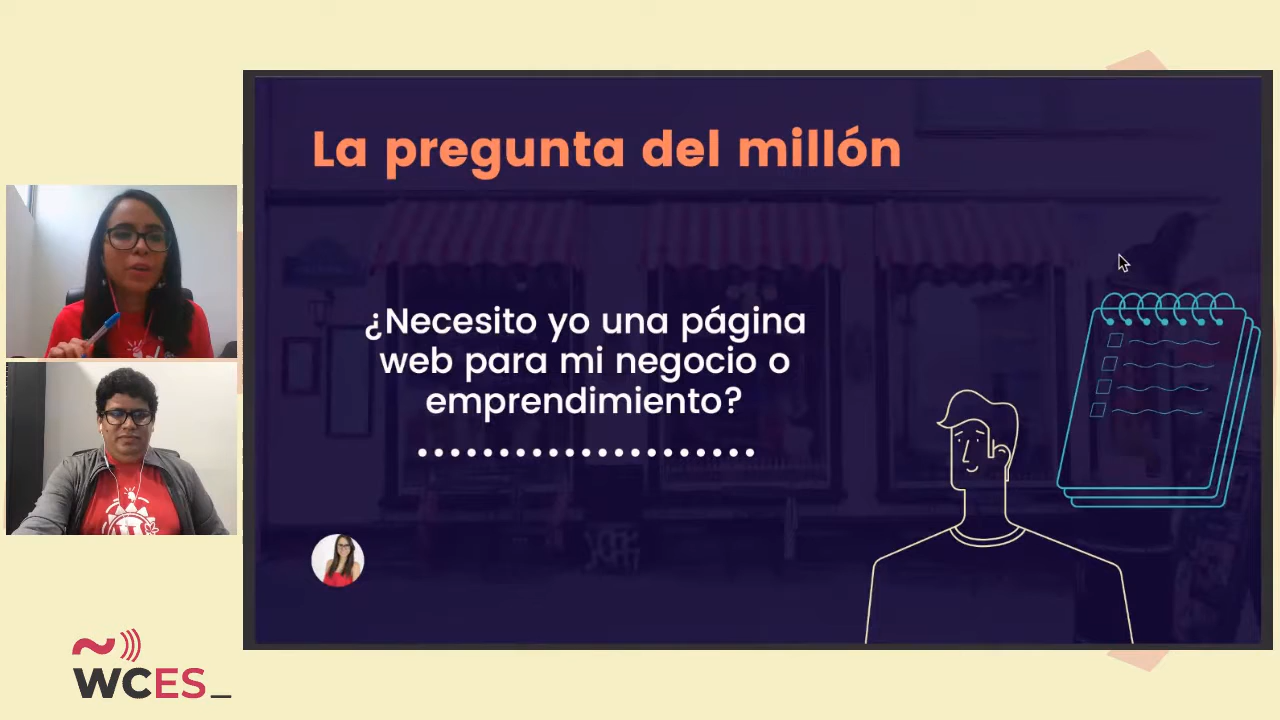 La pregunta del millón
¿Necesito yo una página
web para mi negocio o
emprendimiento?
WCES_